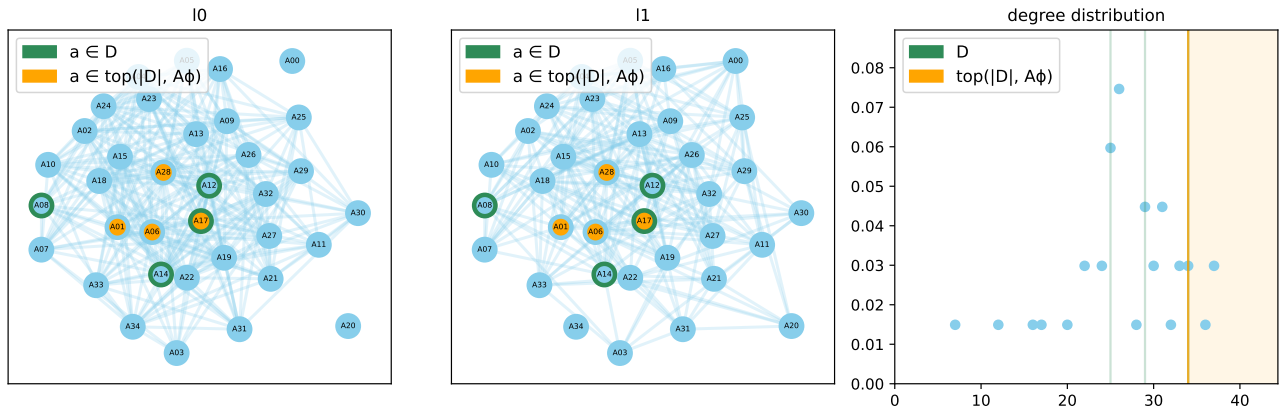 l0
a ∈ D
a ∈ top(|D|, Aϕ)
A05
A16
A00
A23
A24
A25
A09
A02
A13
A15
A26
A10
A28
A29
A18
A12
A32
A08
A30
A01
A06
A17
A27
A11
A07
A19
A14
A22
A21
A33
A34
A31
A20
A03
l1
a ∈ D
a ∈ top(|D|, Aϕ)
A05
A16
A00
A23
A24
A25
A09
A02
A13
A15
A26
A10
A28
A29
A18
A12
A32
A08
A30
A01
A06
A17
A27
A11
A07
A19
A14
A22
A21
A33
A34
A31
A20
A03
degree distribution
D
top(|D|, Aϕ)
0.08
0.07
0.06
0.05
0.04
0.03
0.02
0.01
0.00
0 10 20 30 40